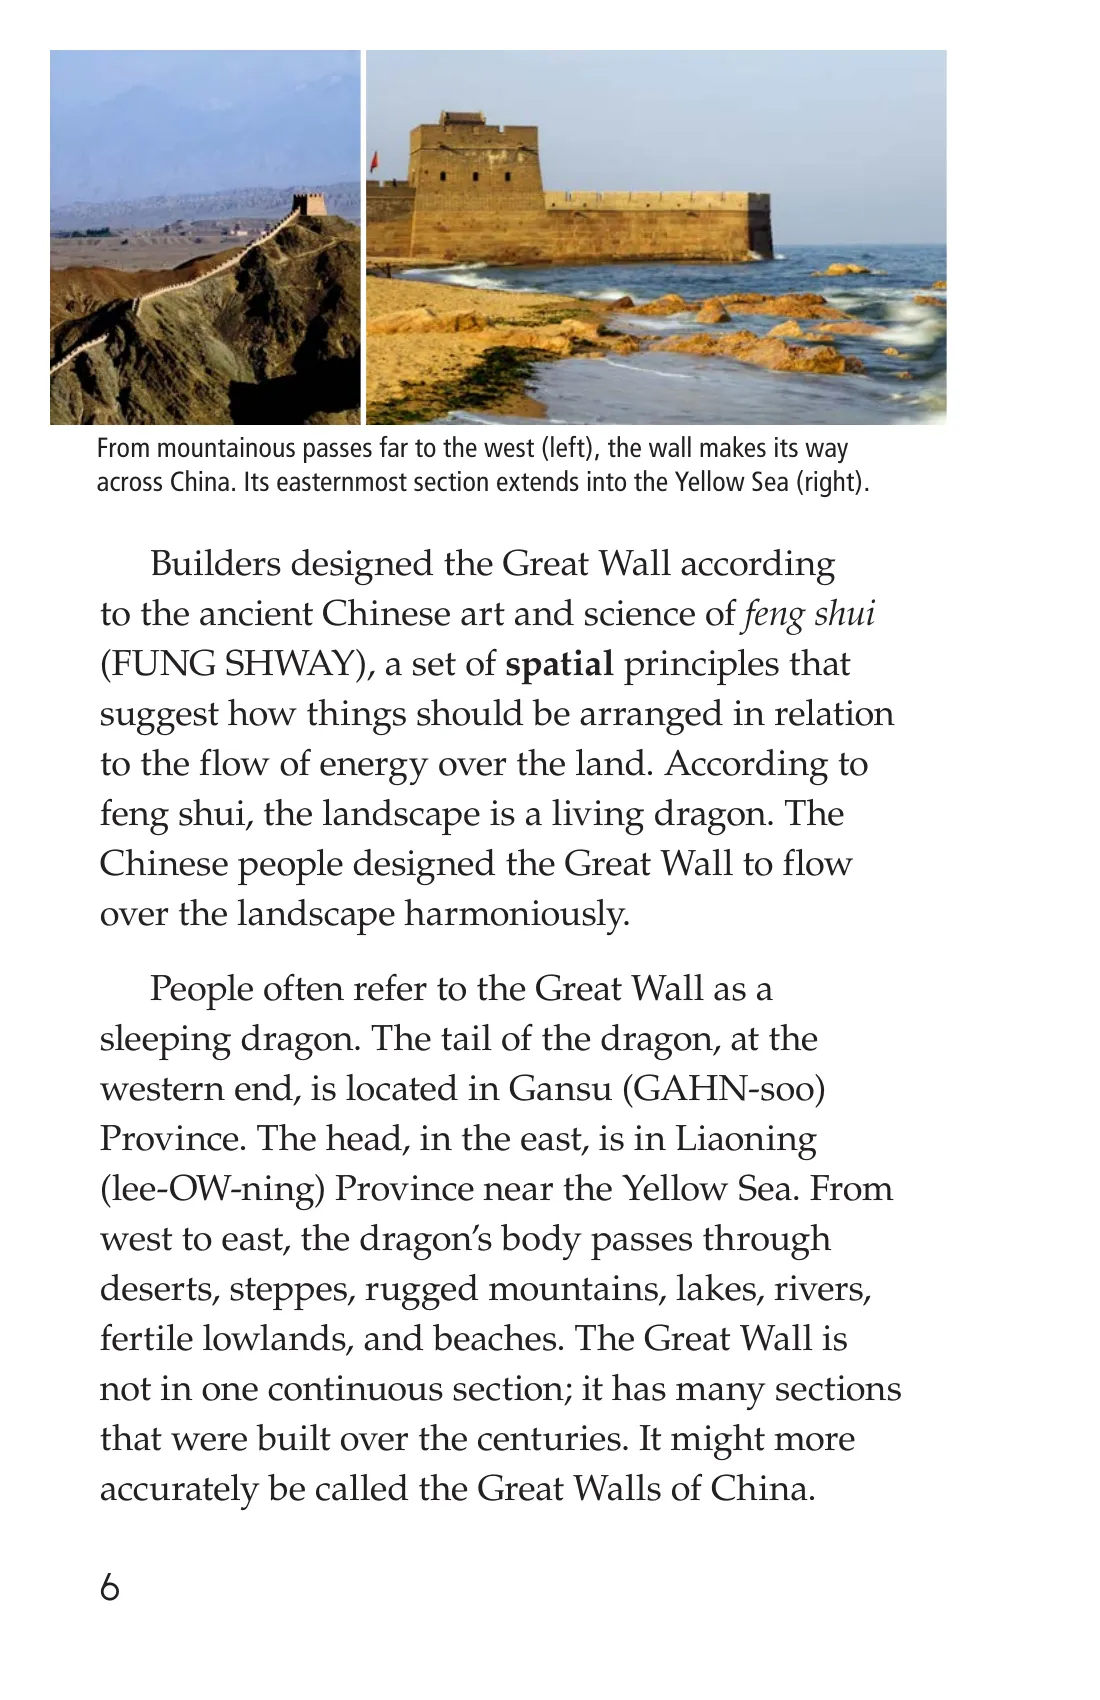 From mountainous passes far to the west (left), the wall makes its way
across China. Its easternmost section extends into the Yellow Sea (right).
Builders designed the Great Wall according
to the ancient Chinese art and science of feng shui
(FUNG SHWAY), a set of spatial principles that
suggest how things should be arranged in relation
to the flow of energy over the land. According to
feng shui, the landscape is a living dragon. The
Chinese people designed the Great Wall to flow
over the landscape harmoniously.
People often refer to the Great Wall as a
sleeping dragon. The tail of the dragon, at the
western end, is located in Gansu (GAHN-soo)
Province. The head, in the east, is in Liaoning
(lee-OW-ning) Province near the Yellow Sea. From
west to east, the dragon’s body passes through
deserts, steppes, rugged mountains, lakes, rivers,
fertile lowlands, and beaches. The Great Wall is
not in one continuous section; it has many sections
that were built over the centuries. It might more
accurately be called the Great Walls of China.
6